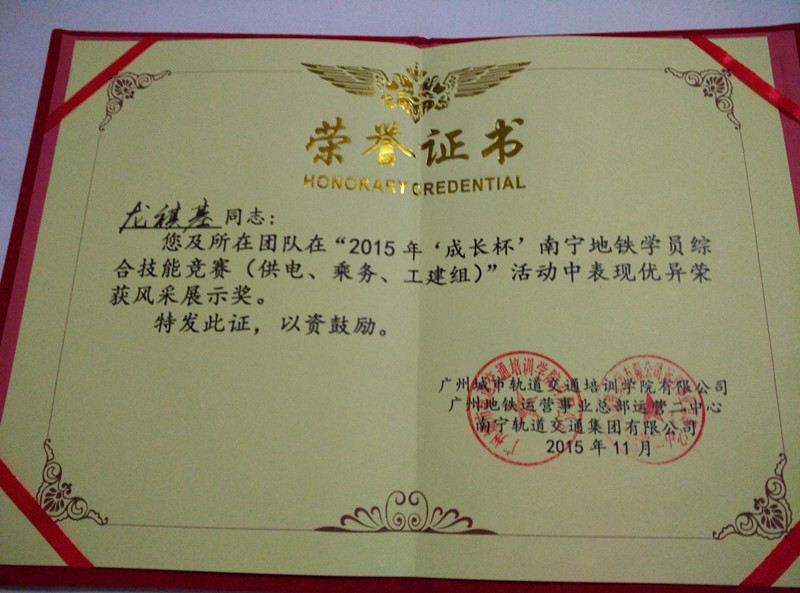 荣誉证书
HONORARY CREDENTIAL
龙祺基同志：
您及所在团队在“2015年‘成长杯’南宁地铁学员综
合技能竞赛（供电、乘务、工建组）”活动中表现优异荣
获风采展示奖。
特发此证，以资鼓励。
广州城市轨道交通培训学院有限公司
广州地铁运营事业总部运营二中心
南宁轨道交通集团有限公司
2015年11月